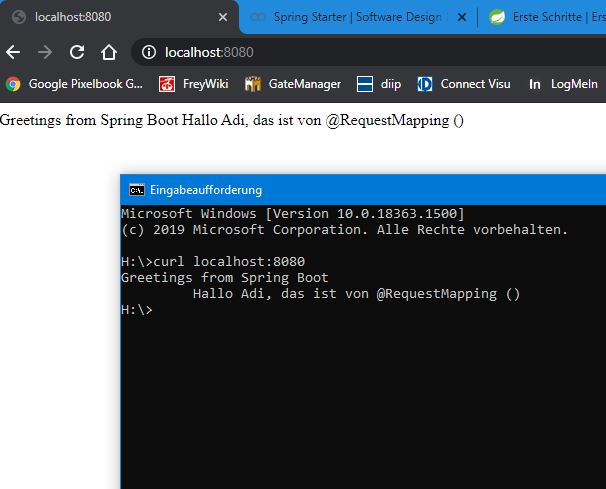 localhost:8080
Spring Starter | Software Design
Erste Schritte | Ers
localhost:8080
Google Pixelbook G...
FreyWiki
GateManager
diip
Connect Visu
In LogMeIn
Greetings from Spring Boot Hallo Adi, das ist von @RequestMapping ()
Eingabeaufforderung
Microsoft Windows [Version 10.0.18363.1500]
(c) 2019 Microsoft Corporation. Alle Rechte vorbehalten.
H:\>curl localhost:8080
Greetings from Spring Boot
Hallo Adi, das ist von @RequestMapping ()
H:\>